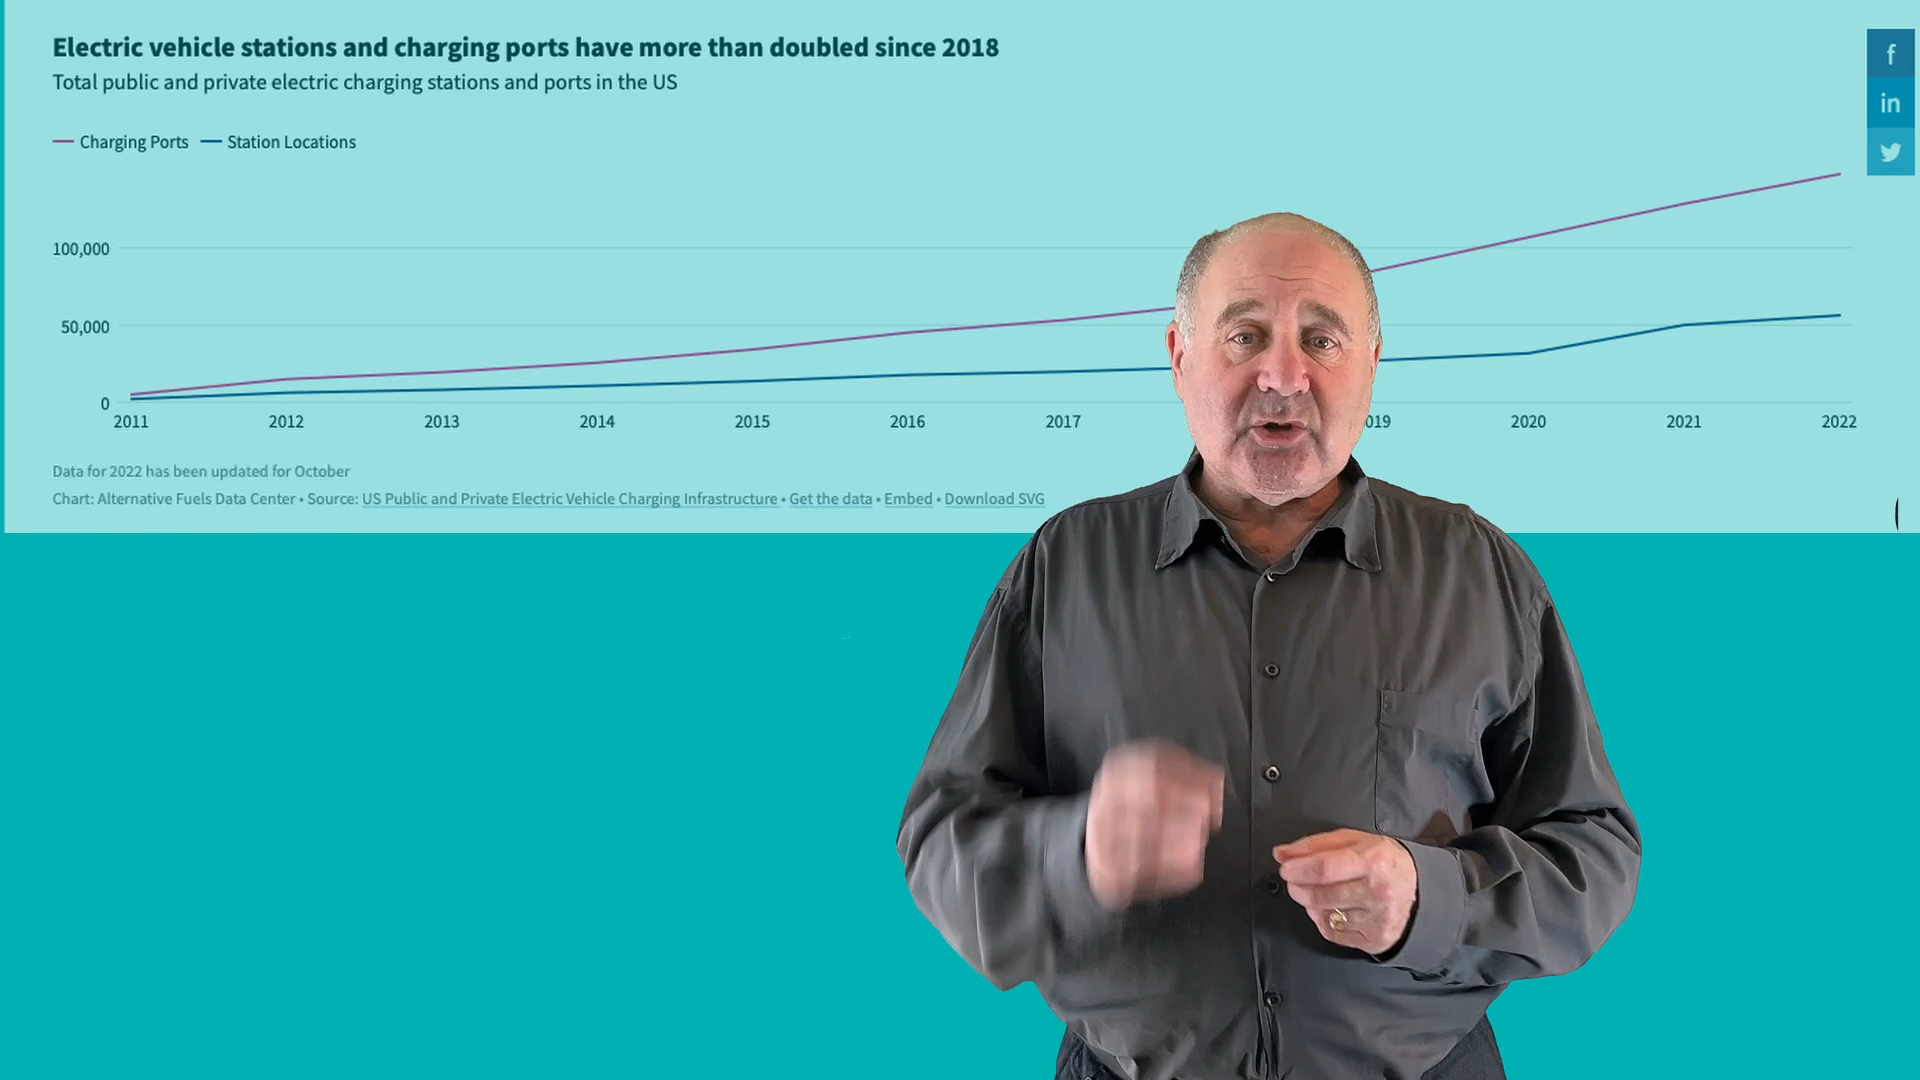 Electric vehicle stations and charging ports have more than doubled since 2018
Total public and private electric charging stations and ports in the US
Charging Ports Station Locations
100,000
50,000
0
2011 2012 2013 2014 2015 2016 2017 019 2020 2021 2022
Data for 2022 has been updated for October
Chart: Alternative Fuels Data Center • Source: US Public and Private Electric Vehicle Charging Infrastructure • Get the data • Embed • Download SVG
f
in